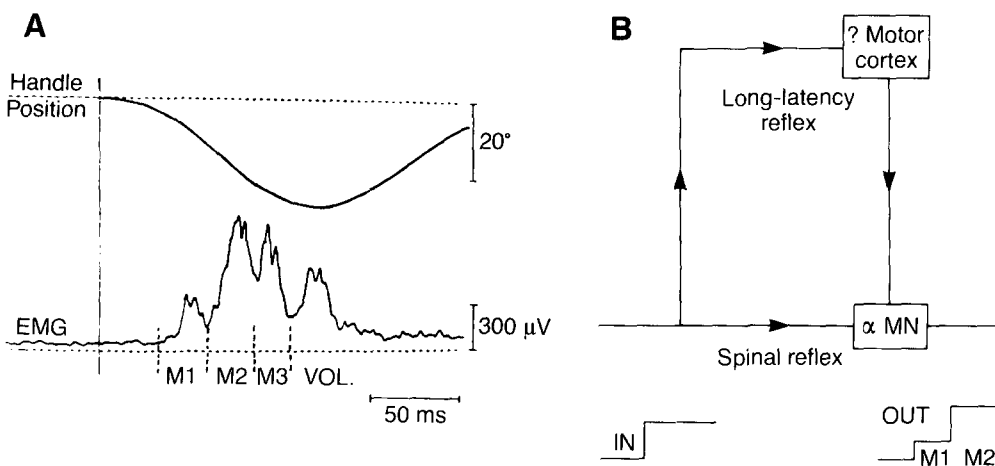 A
Handle
Position
20°
EMG
300 μV
M1 M2 M3 VOL.
50 ms
B
? Motor
cortex
Long-latency
reflex
α MN
Spinal reflex
IN
OUT
M1 M2